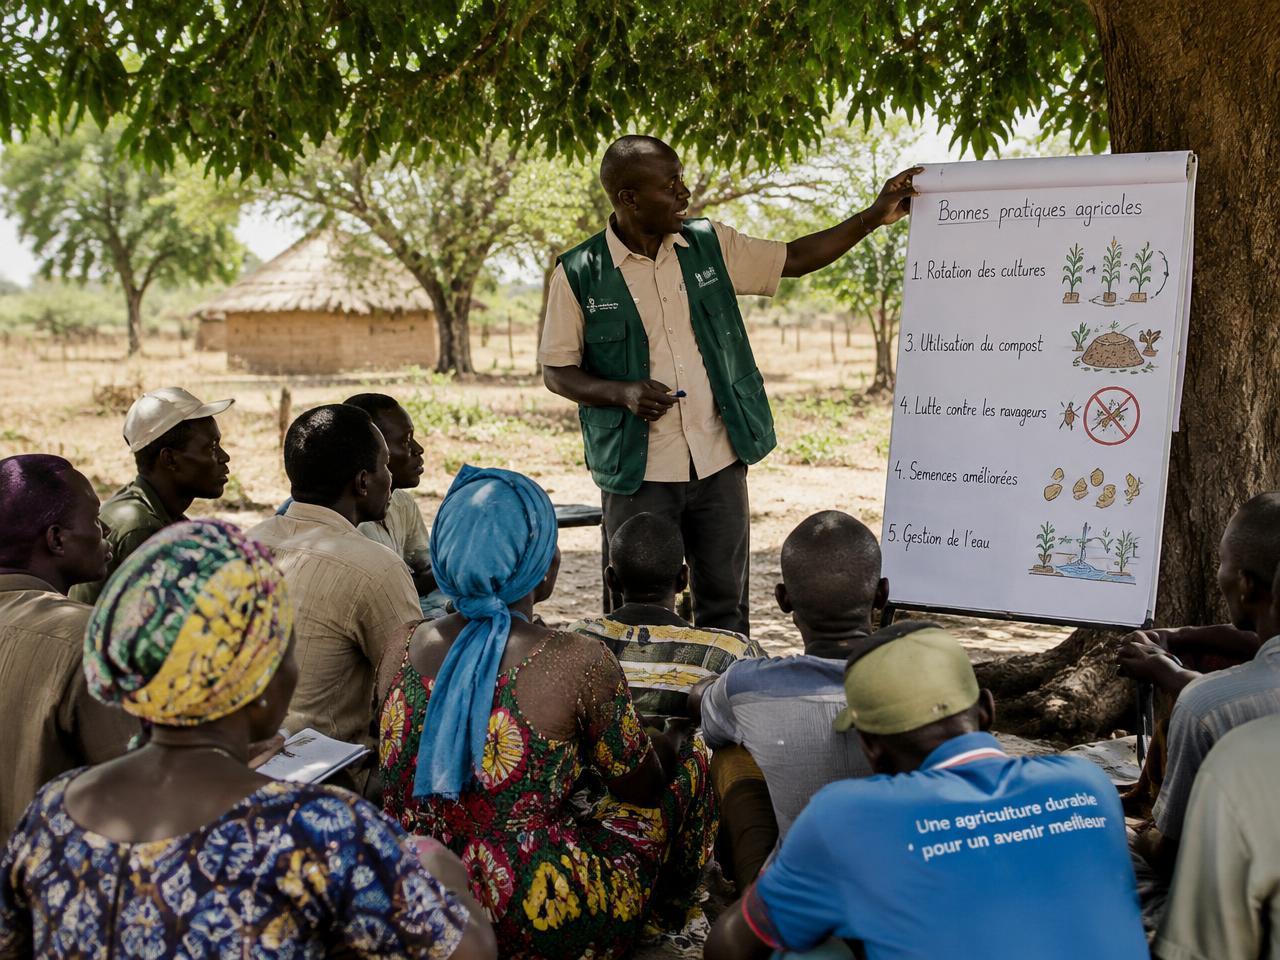 Bonnes pratiques agricoles
1. Rotation des cultures
3. Utilisation du compost
4. Lutte contre les ravageurs
4. Semences améliorées
5. Gestion de l'eau
Une agriculture durable
pour un avenir meilleur